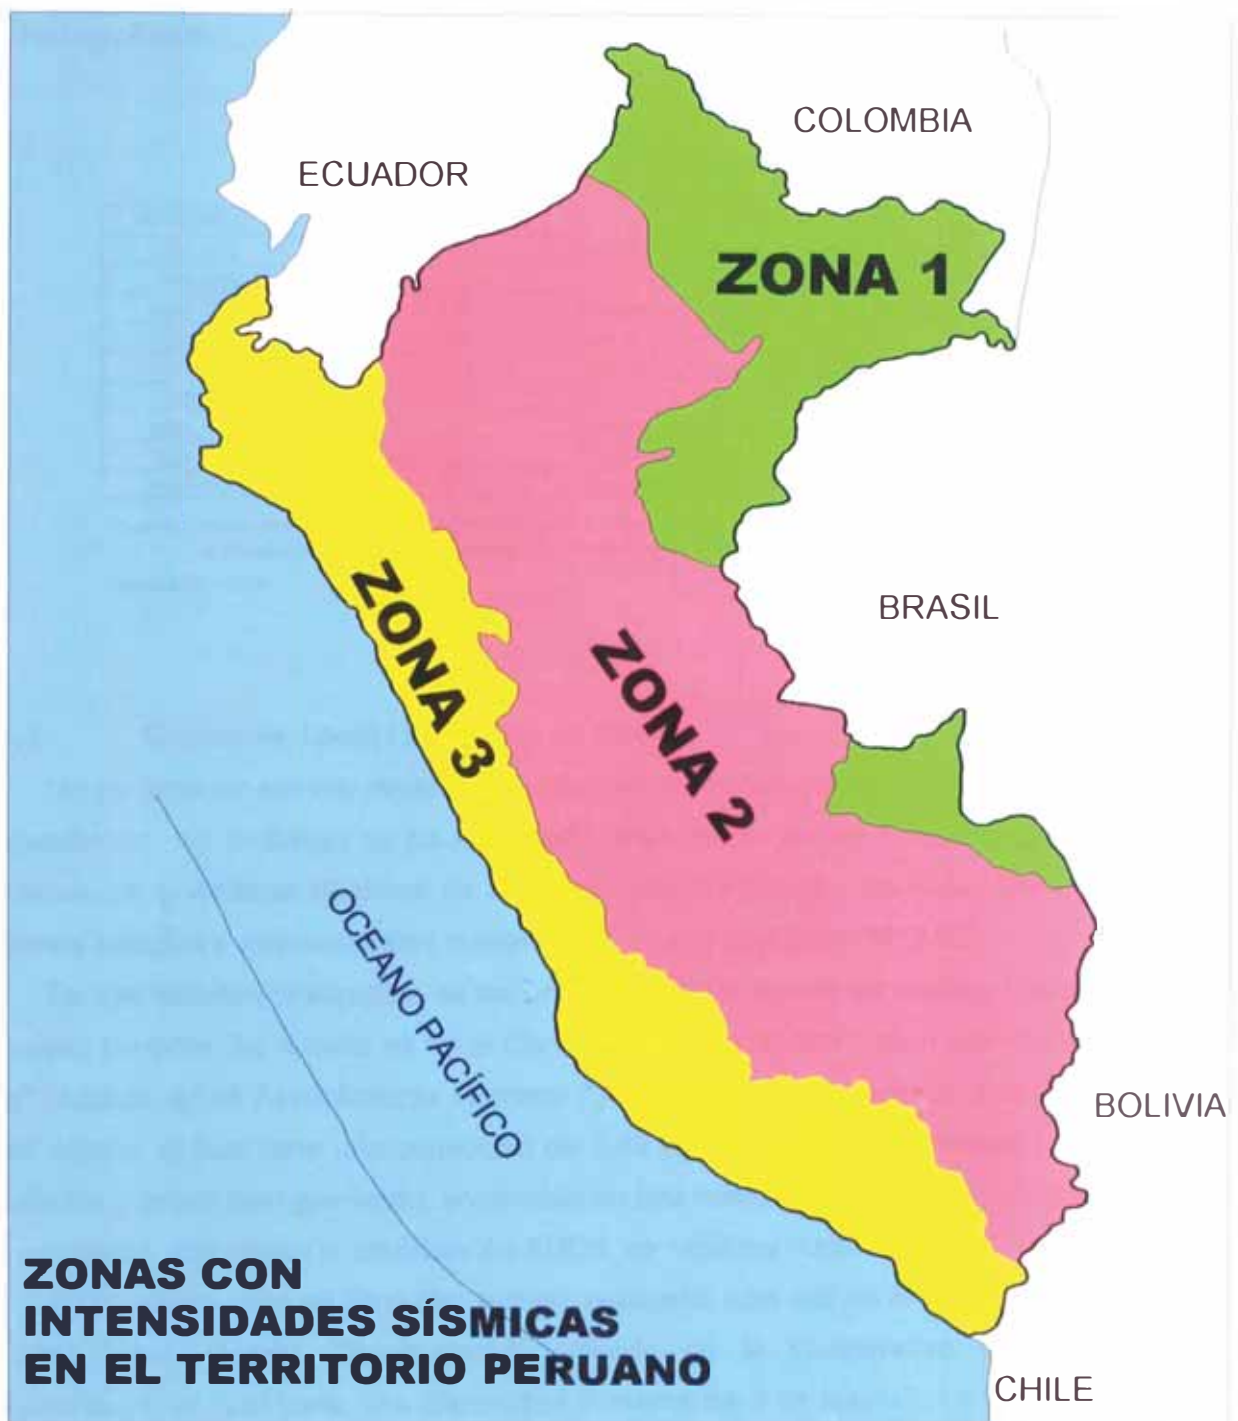 COLOMBIA
ECUADOR
ZONA 1
BRASIL
ZONA 3
ZONA 2
OCEANO PACÍFICO
BOLIVIA
ZONAS CON
INTENSIDADES SÍSMICAS
EN EL TERRITORIO PERUANO
CHILE